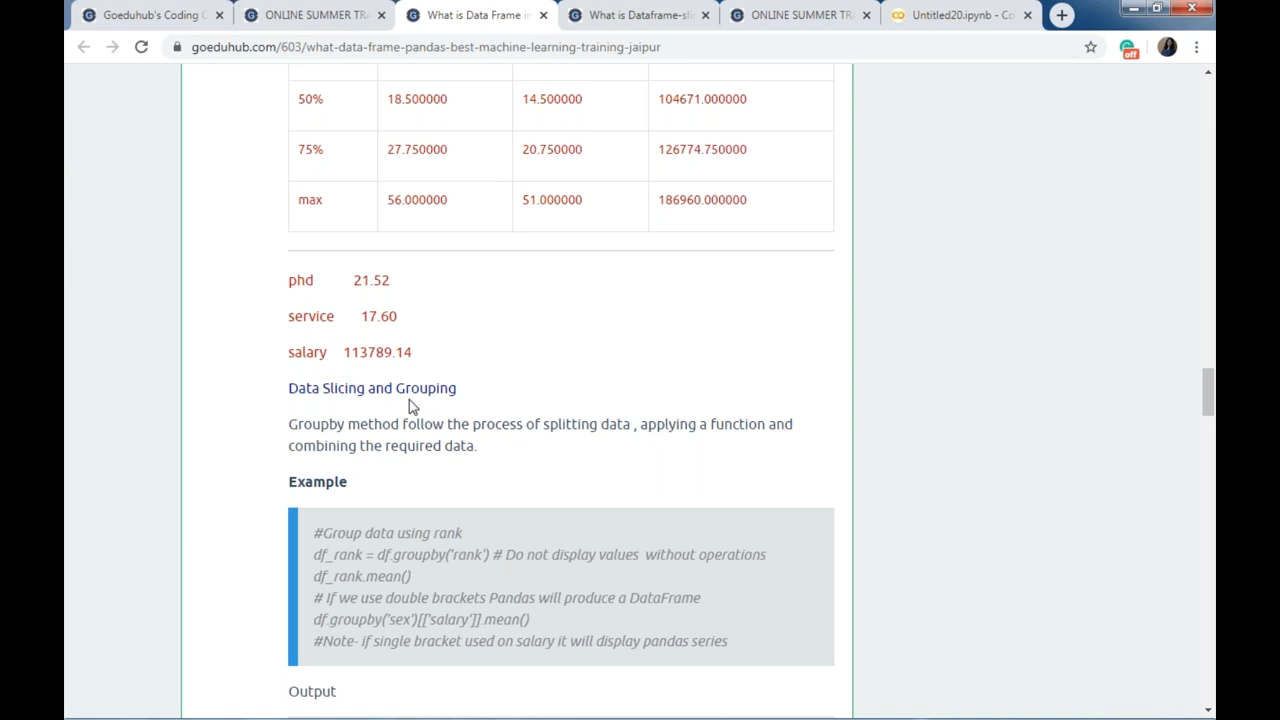 Goeduhub's Coding C
ONLINE SUMMER TRA
What is Data Frame in
What is Dataframe-slic
ONLINE SUMMER TRA
Untitled20.ipynb - Col
goeduhub.com/603/what-data-frame-pandas-best-machine-learning-training-jaipur
off
50% 18.500000 14.500000 104671.000000
75% 27.750000 20.750000 126774.750000
max 56.000000 51.000000 186960.000000
phd 21.52
service 17.60
salary 113789.14
Data Slicing and Grouping
Groupby method follow the process of splitting data , applying a function and
combining the required data.
Example
#Group data using rank
df_rank = df.groupby('rank') # Do not display values without operations
df_rank.mean()
# If we use double brackets Pandas will produce a DataFrame
df.groupby('sex')[['salary']].mean()
#Note- if single bracket used on salary it will display pandas series
Output